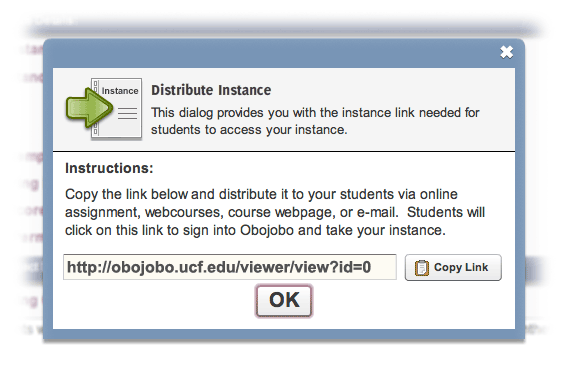 Instance
Distribute Instance
This dialog provides you with the instance link needed for
students to access your instance.
Instructions:
Copy the link below and distribute it to your students via online
assignment, webcourses, course webpage, or e-mail. Students will
click on this link to sign into Obojobo and take your instance.
http://obojobo.ucf.edu/viewer/view?id=0
Copy Link
OK